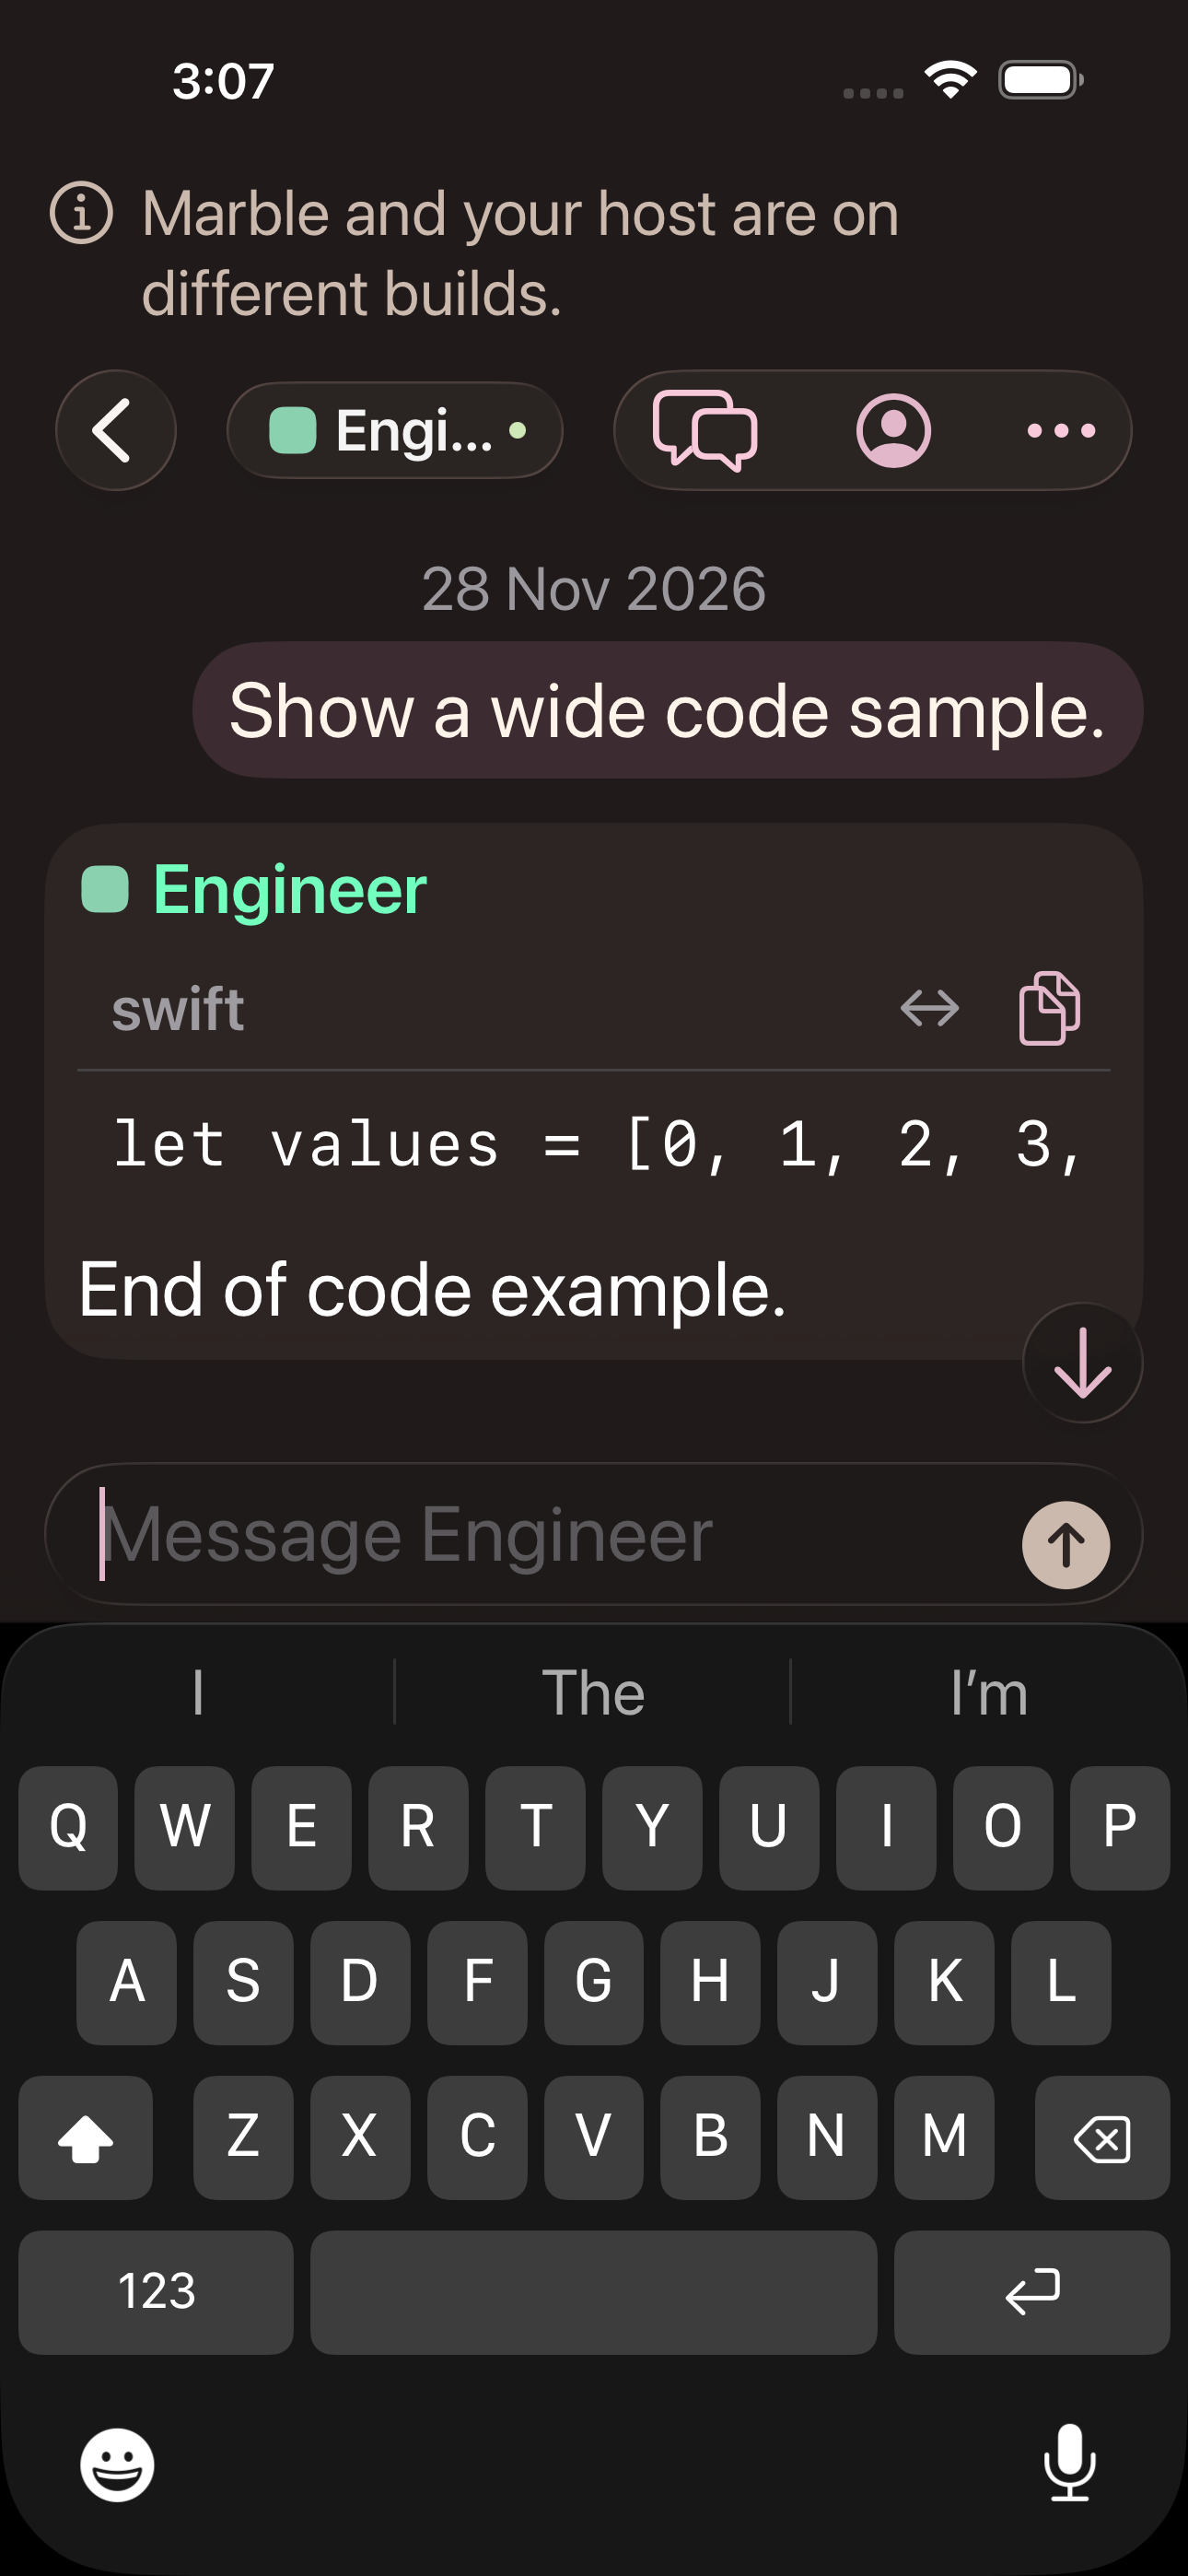 3:07
Marble and your host are on
different builds.
Engi...
28 Nov 2026
Show a wide code sample.
Engineer
swift
let values = [0, 1, 2, 3,
End of code example.
Message Engineer
I The I’m
Q W E R T Y U I O P
A S D F G H J K L
Z X C V B N M
123